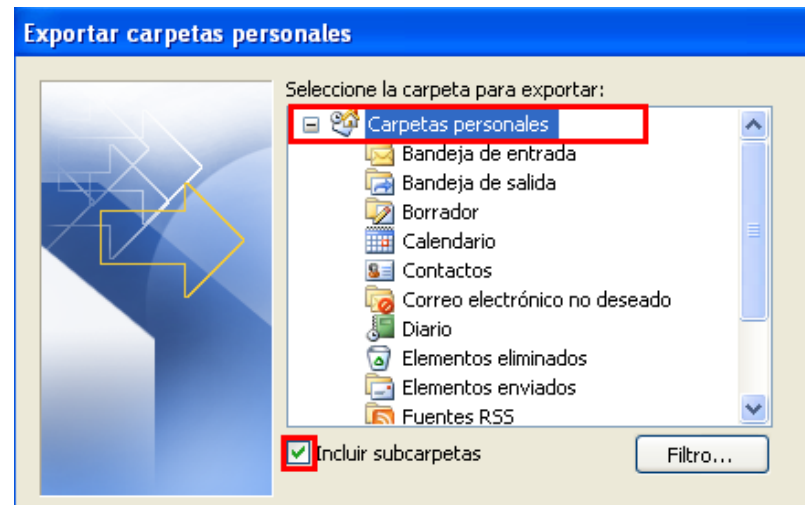 Exportar carpetas personales
Seleccione la carpeta para exportar:
Carpetas personales
Bandeja de entrada
Bandeja de salida
Borrador
Calendario
Contactos
Correo electrónico no deseado
Diario
Elementos eliminados
Elementos enviados
Fuentes RSS
Incluir subcarpetas
Filtro...